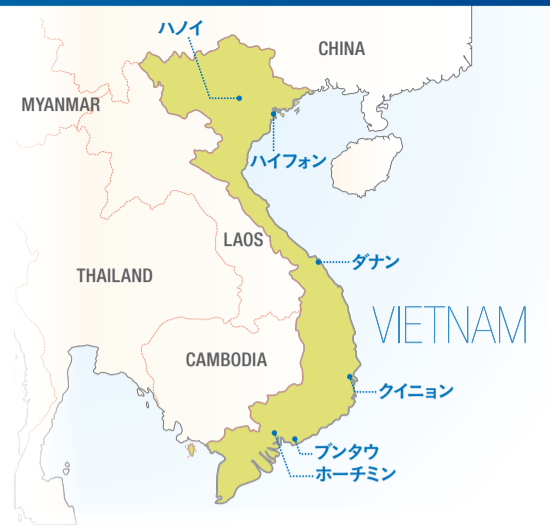 ハノイ
CHINA
MYANMAR
ハイフォン
LAOS
ダナン
THAILAND
VIETNAM
CAMBODIA
クイニョン
ブンタウ
ホーチミン